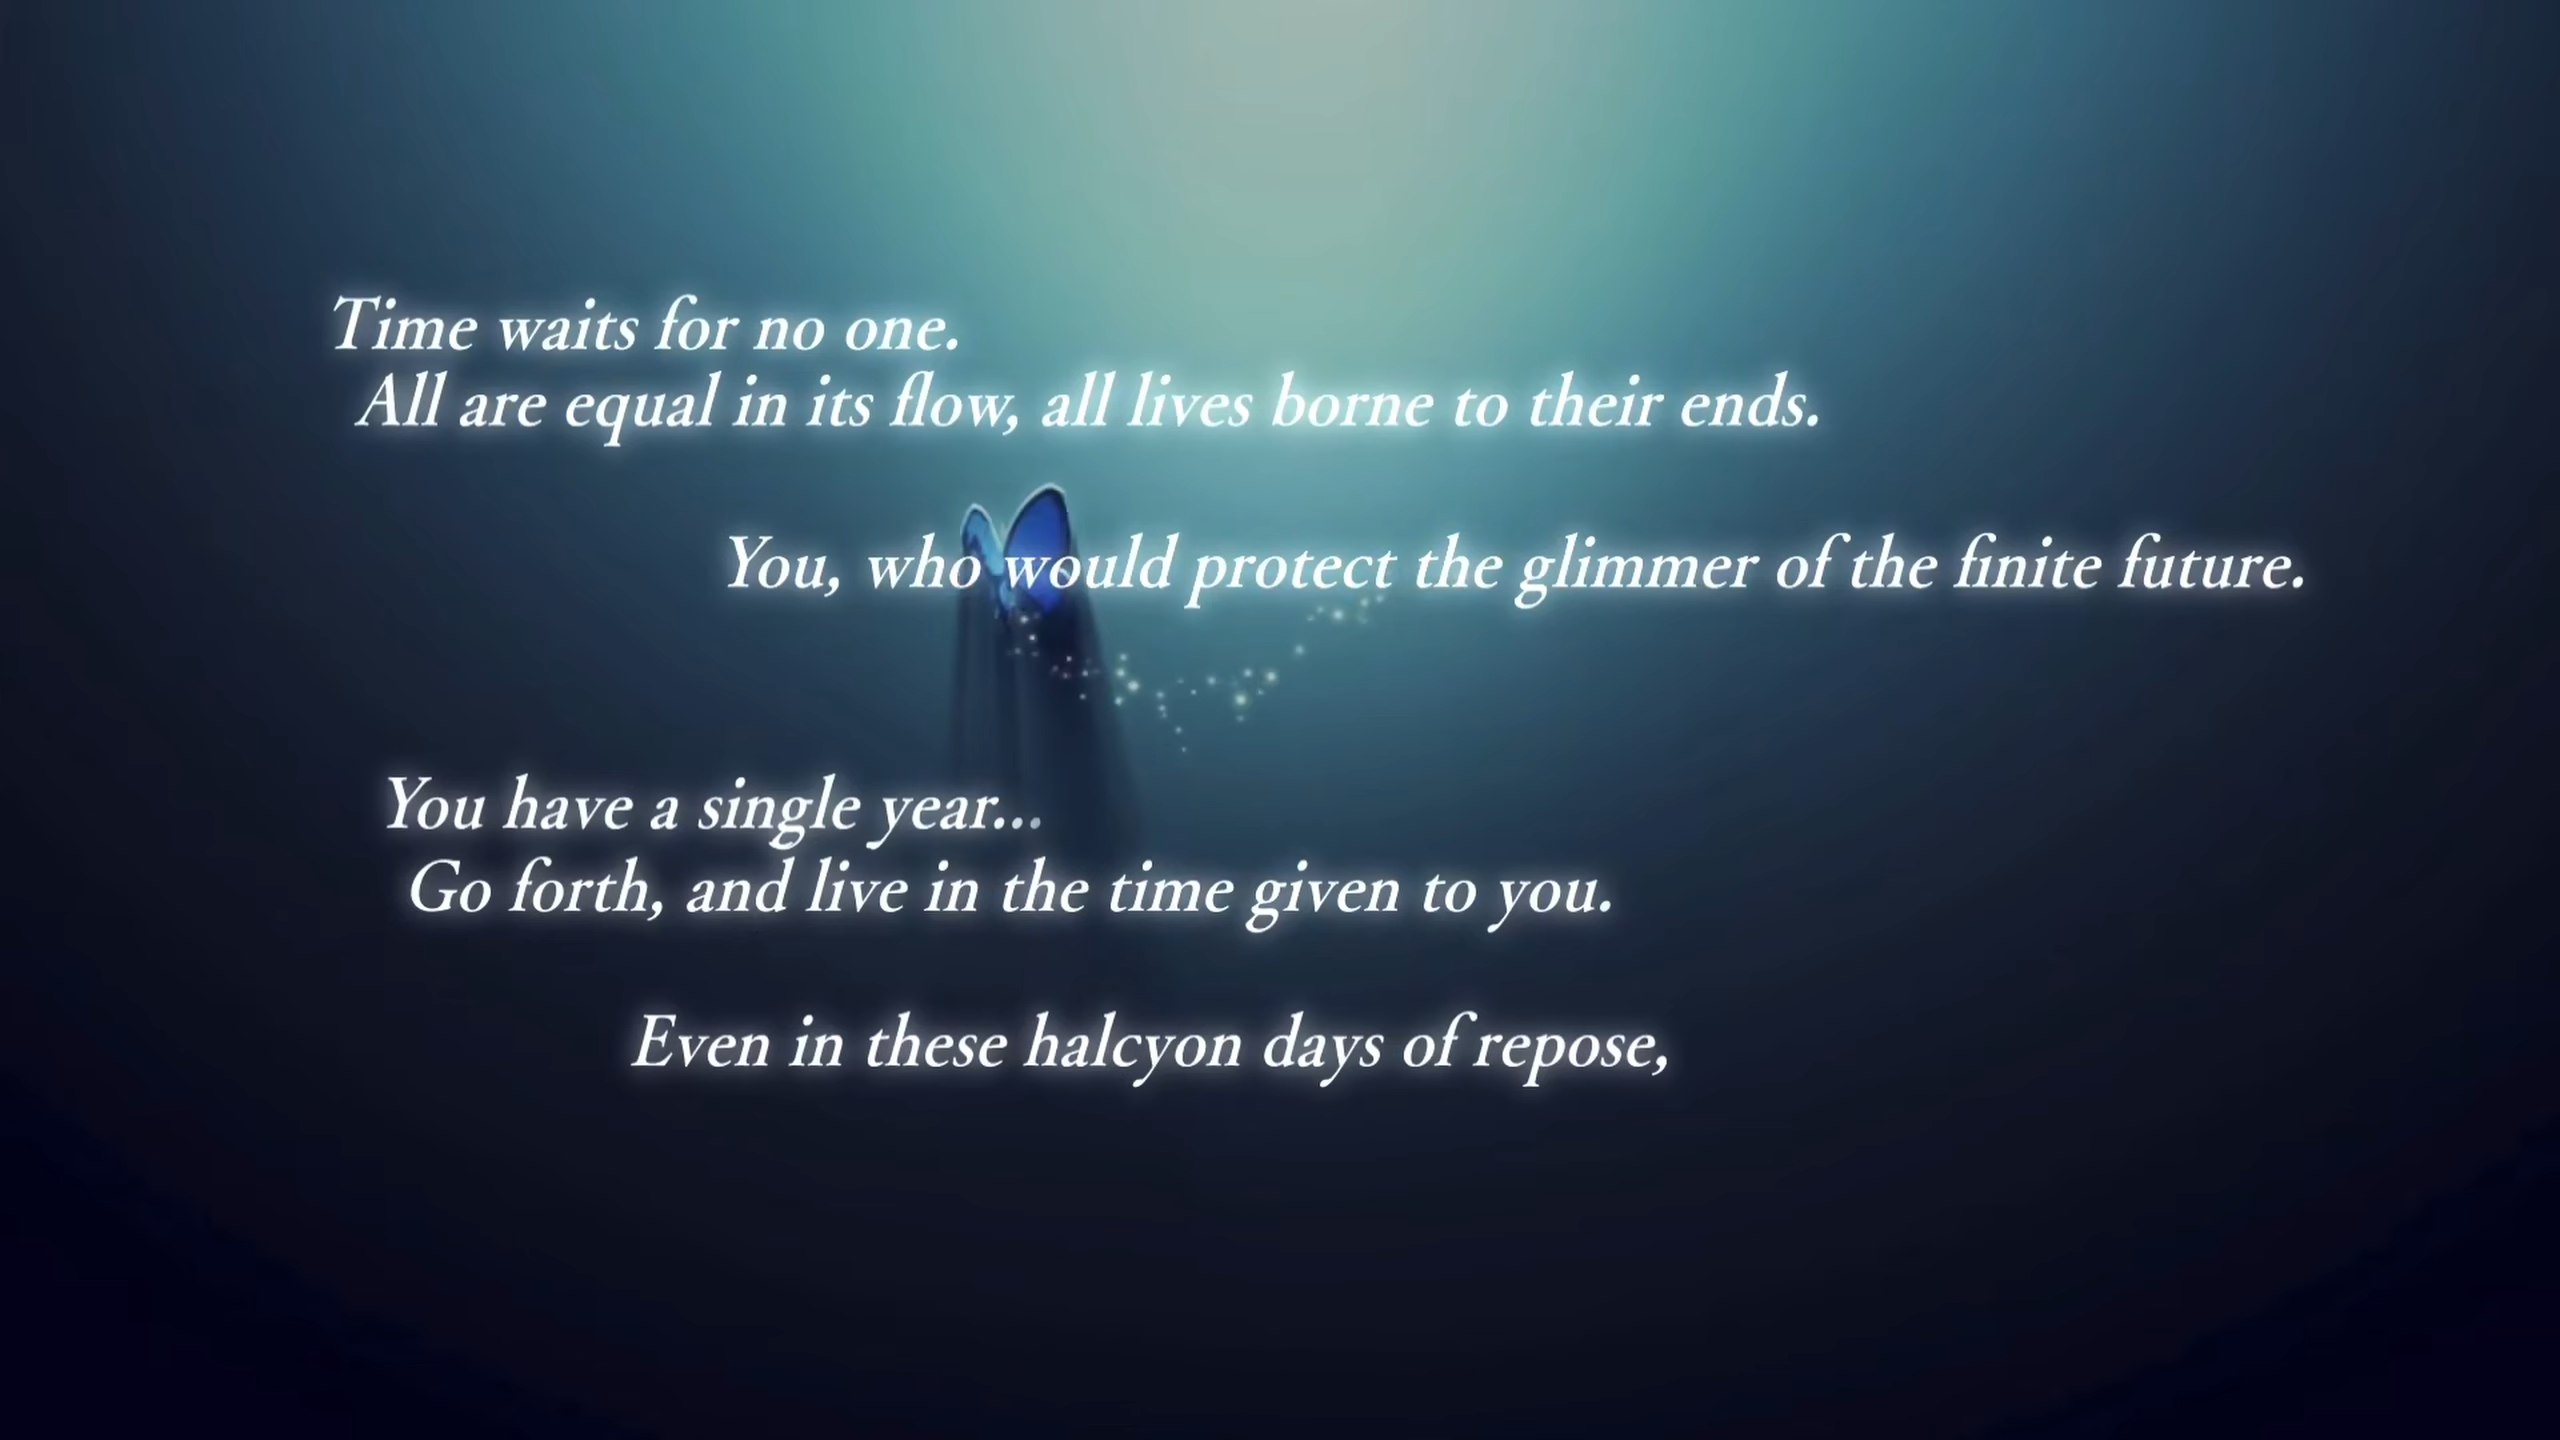 Time waits for no one.
All are equal in its flow, all lives borne to their ends.
You, who would protect the glimmer of the finite future.
You have a single year...
Go forth, and live in the time given to you.
Even in these halcyon days of repose,